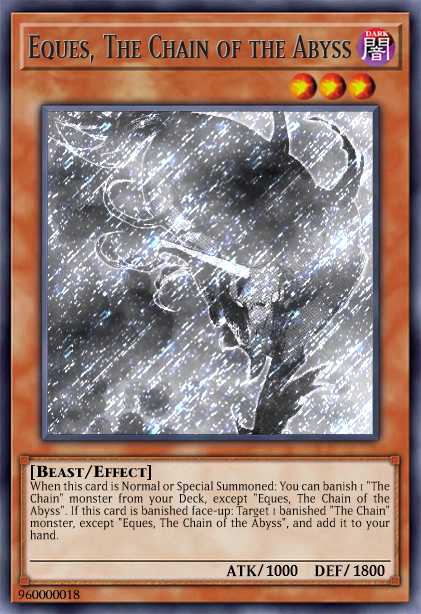 Eques, The Chain of the Abyss
DARK
闇
[Beast/Effect]
When this card is Normal or Special Summoned: You can banish 1 "The
Chain" monster from your Deck, except "Eques, The Chain of the
Abyss". If this card is banished face-up: Target 1 banished "The Chain"
monster, except "Eques, The Chain of the Abyss", and add it to your
hand.
ATK/1000 DEF/1800
960000018